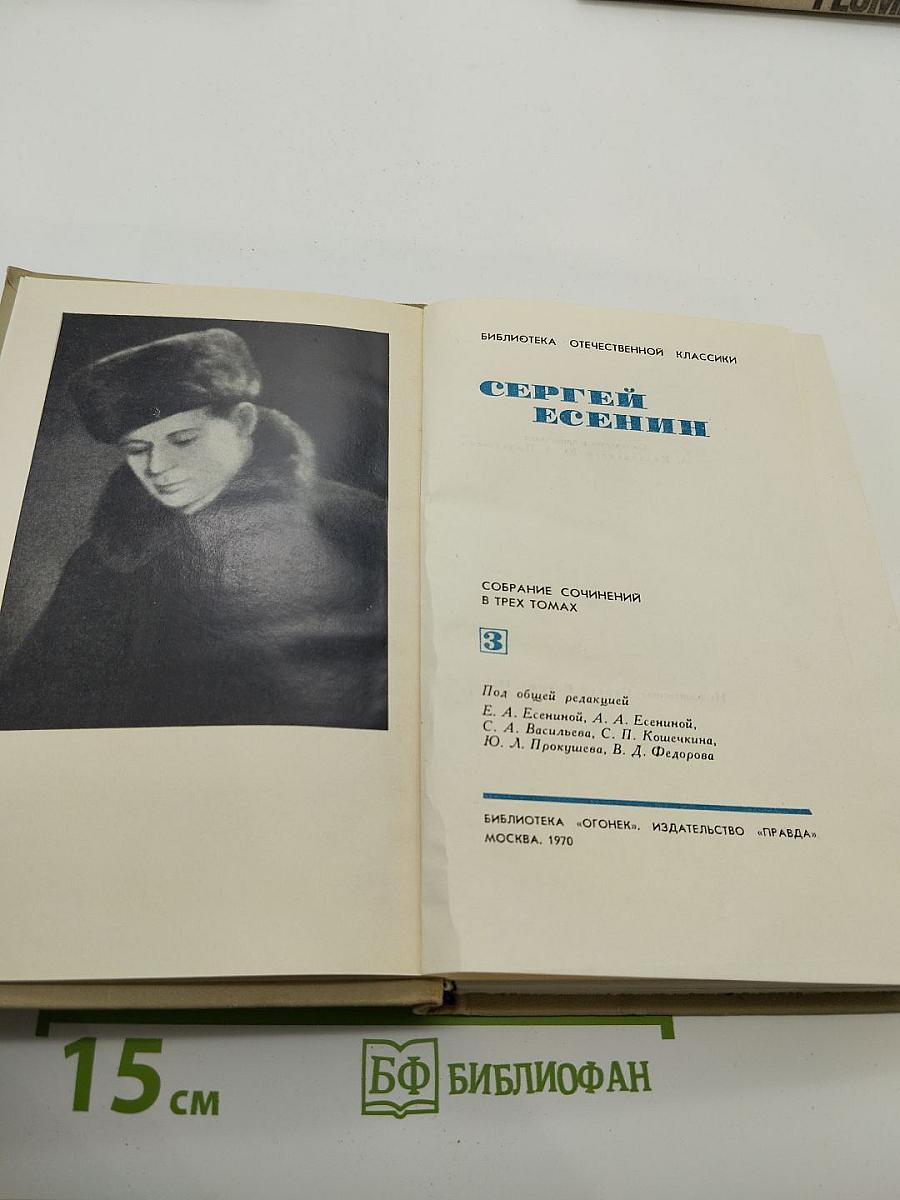 БИБЛИОТЕКА ОТЕЧЕСТВЕННОЙ КЛАССИКИ
СЕРГЕЙ
ЕСЕНИН
СОБРАНИЕ СОЧИНЕНИЙ
В ТРЕХ ТОМАХ
3
Под общей редакцией
Е. А. Есениной, А. А. Есениной,
С. А. Васильева, С. П. Кошечкина,
Ю. Л. Прокушева, В. Д. Федорова
БИБЛИОТЕКА «ОГОНЕК». ИЗДАТЕЛЬСТВО «ПРАВДА»
МОСКВА. 1970
15 см
БФ БИБЛИОФАН